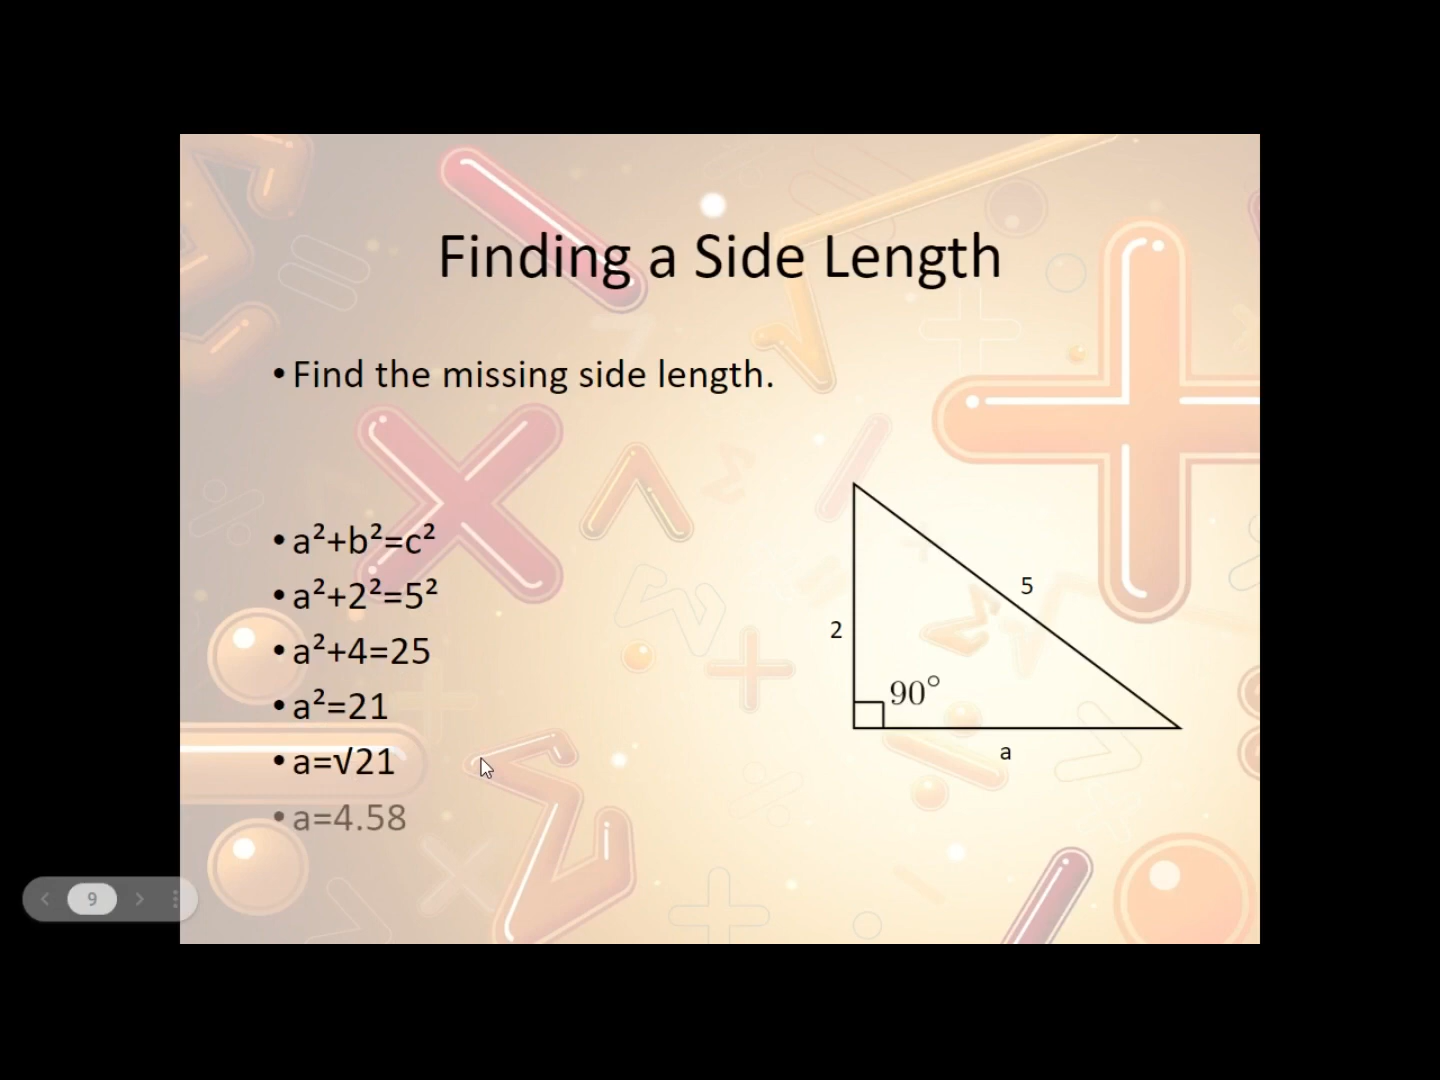 Finding a Side Length
•Find the missing side length.
•a²+b²=c²
•a²+2²=5²
•a²+4=25
•a²=21
•a=√21
•a=4.58
5
2
90°
a
9